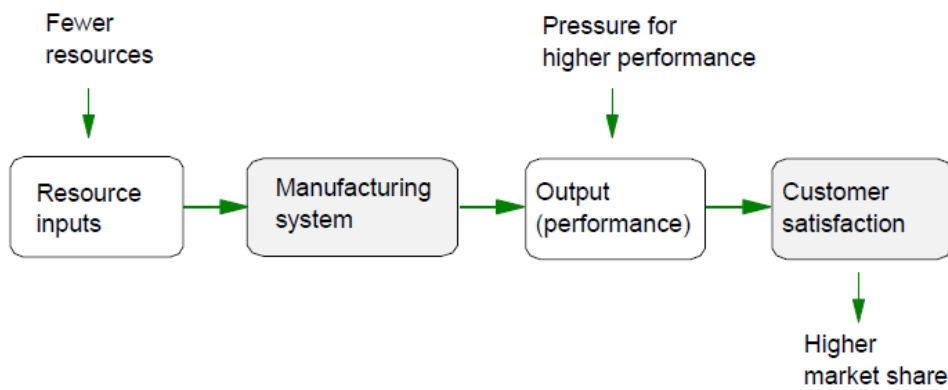 Fewer
resources
Pressure for
higher performance
Resource
inputs
Manufacturing
system
Output
(performance)
Customer
satisfaction
Higher
market share